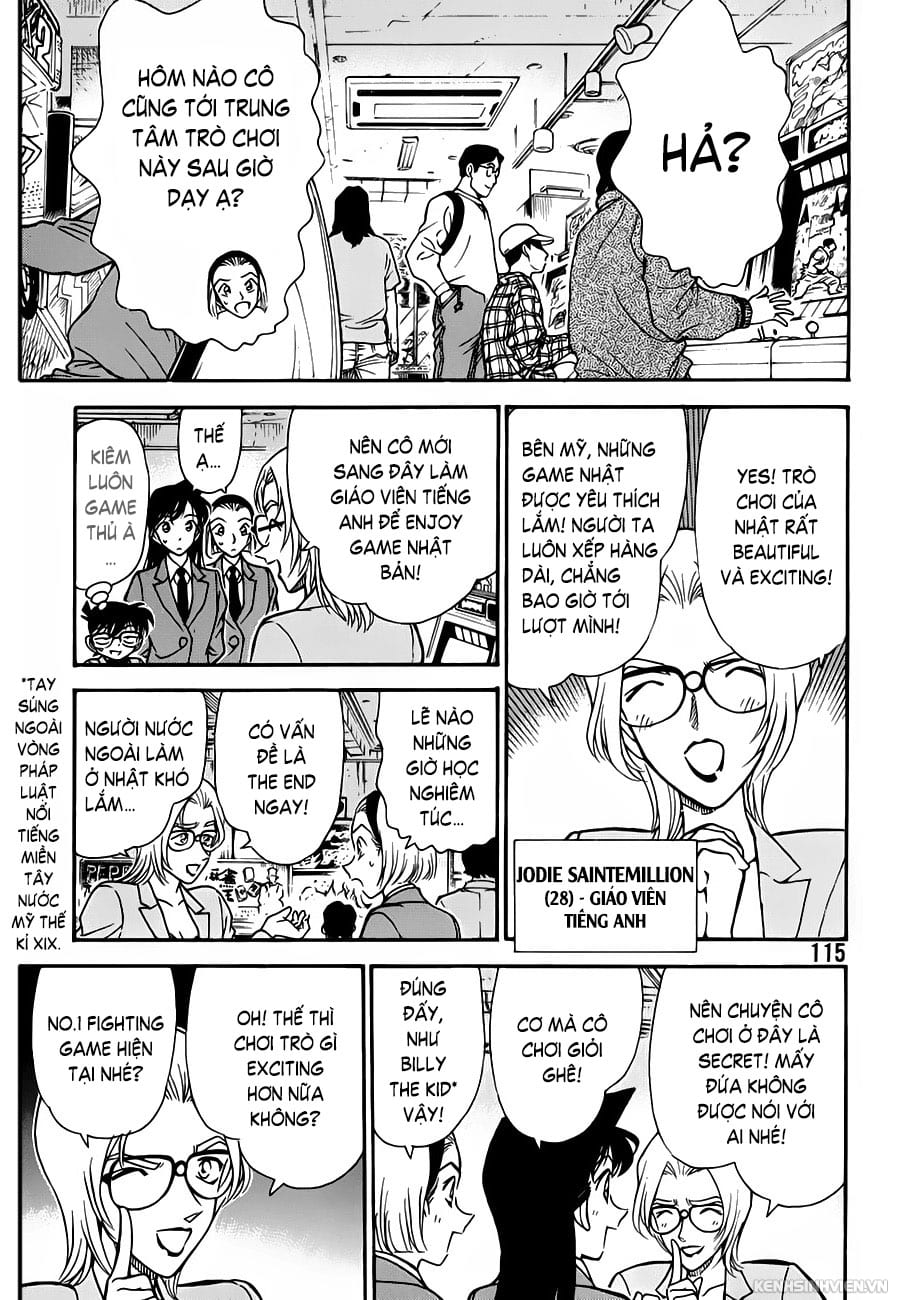 HẢ?
HÔM NÀO CÔ
CŨNG TỚI TRUNG
TÂM TRÒ CHƠI
NÀY SAU GIỜ
DẠY Ạ?
YES! TRÒ
CHƠI CỦA
NHẬT RẤT
BEAUTIFUL
VÀ EXCITING!
BÊN MỸ, NHỮNG
GAME NHẬT
ĐƯỢC YÊU THÍCH
LẮM! NGƯỜI TA
LUÔN XẾP HÀNG
DÀI, CHẲNG
BAO GIỜ TỚI
LƯỢT MÌNH!
JODIE SAINTEMILLION
(28) - GIÁO VIÊN
TIẾNG ANH
NÊN CÔ MỚI
SANG ĐÂY LÀM
GIÁO VIÊN TIẾNG
ANH ĐỂ ENJOY
GAME NHẬT
BẢN!
THẾ
Ạ...
KIÊM
LUÔN
GAME
THỦ À
...
LẼ NÀO
NHỮNG
GIỜ HỌC
NGHIÊM
TÚC...
CÓ VẤN
ĐỀ LÀ
THE END
NGAY!
NGƯỜI NƯỚC
NGOÀI LÀM
Ở NHẬT KHÓ
LẮM...
*TAY
SÚNG
NGOÀI
VÒNG
PHÁP
LUẬT
NỔI
TIẾNG
MIỀN
TÂY
NƯỚC
MỸ THẾ
KỈ XIX.
115
NÊN CHUYỆN CÔ
CHƠI Ở ĐÂY LÀ
SECRET! MẤY
ĐỨA KHÔNG
ĐƯỢC NÓI VỚI
AI NHÉ!
CƠ MÀ CÔ
CHƠI GIỎI
GHÊ!
ĐÚNG
ĐẤY,
NHƯ
BILLY
THE KID*
VẬY!
OH! THẾ THÌ
CHƠI TRÒ GÌ
EXCITING
HƠN NỮA
KHÔNG?
NO.1 FIGHTING
GAME HIỆN
TẠI NHÉ?
KENHSINHVIEN.VN